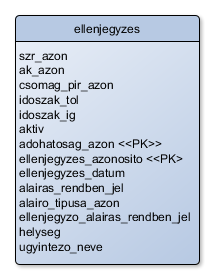 ellenjegyzes
szr_azon
ak_azon
csomag_pir_azon
idoszak_tol
idoszak_ig
aktiv
adohatosag_azon <<PK>>
ellenjegyzes_azonosito <<PK>
ellenjegyzes_datum
alairas_rendben_jel
alairo_tipusa_azon
ellenjegyzo_alairas_rendben_jel
helyseg
ugyintezo_neve